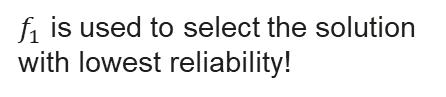 f₁ is used to select the solution
with lowest reliability!